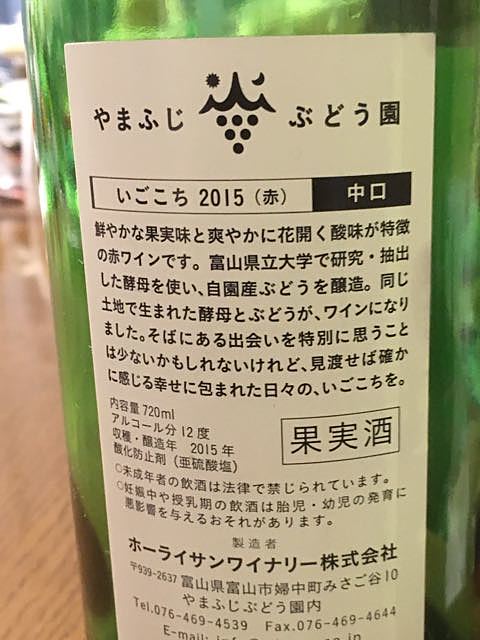 やまふじ ぶどう園
いごこち 2015（赤） 中口
鮮やかな果実味と爽やかに花開く酸味が特徴
の赤ワインです。富山県立大学で研究・抽出
した酵母を使い、自園産ぶどうを醸造。同じ
土地で生まれた酵母とぶどうが、ワインになり
ました。そばにある出会いを特別に思うこと
は少ないかもしれないけれど、見渡せば確か
に感じる幸せに包まれた日々の、いごこちを。
内容量720ml
アルコール分12度
収穫・醸造年 2015年
酸化防止剤（亜硫酸塩）
果実酒
○未成年者の飲酒は法律で禁じられています。
○妊娠中や授乳期の飲酒は胎児・幼児の発育に
悪影響を与えるおそれがあります。
製造者
ホーライサンワイナリー株式会社
〒939-2637 富山県富山市婦中町みさご谷10
やまふじぶどう園内
Tel.076-469-4539 Fax.076-469-4644
E-mail: